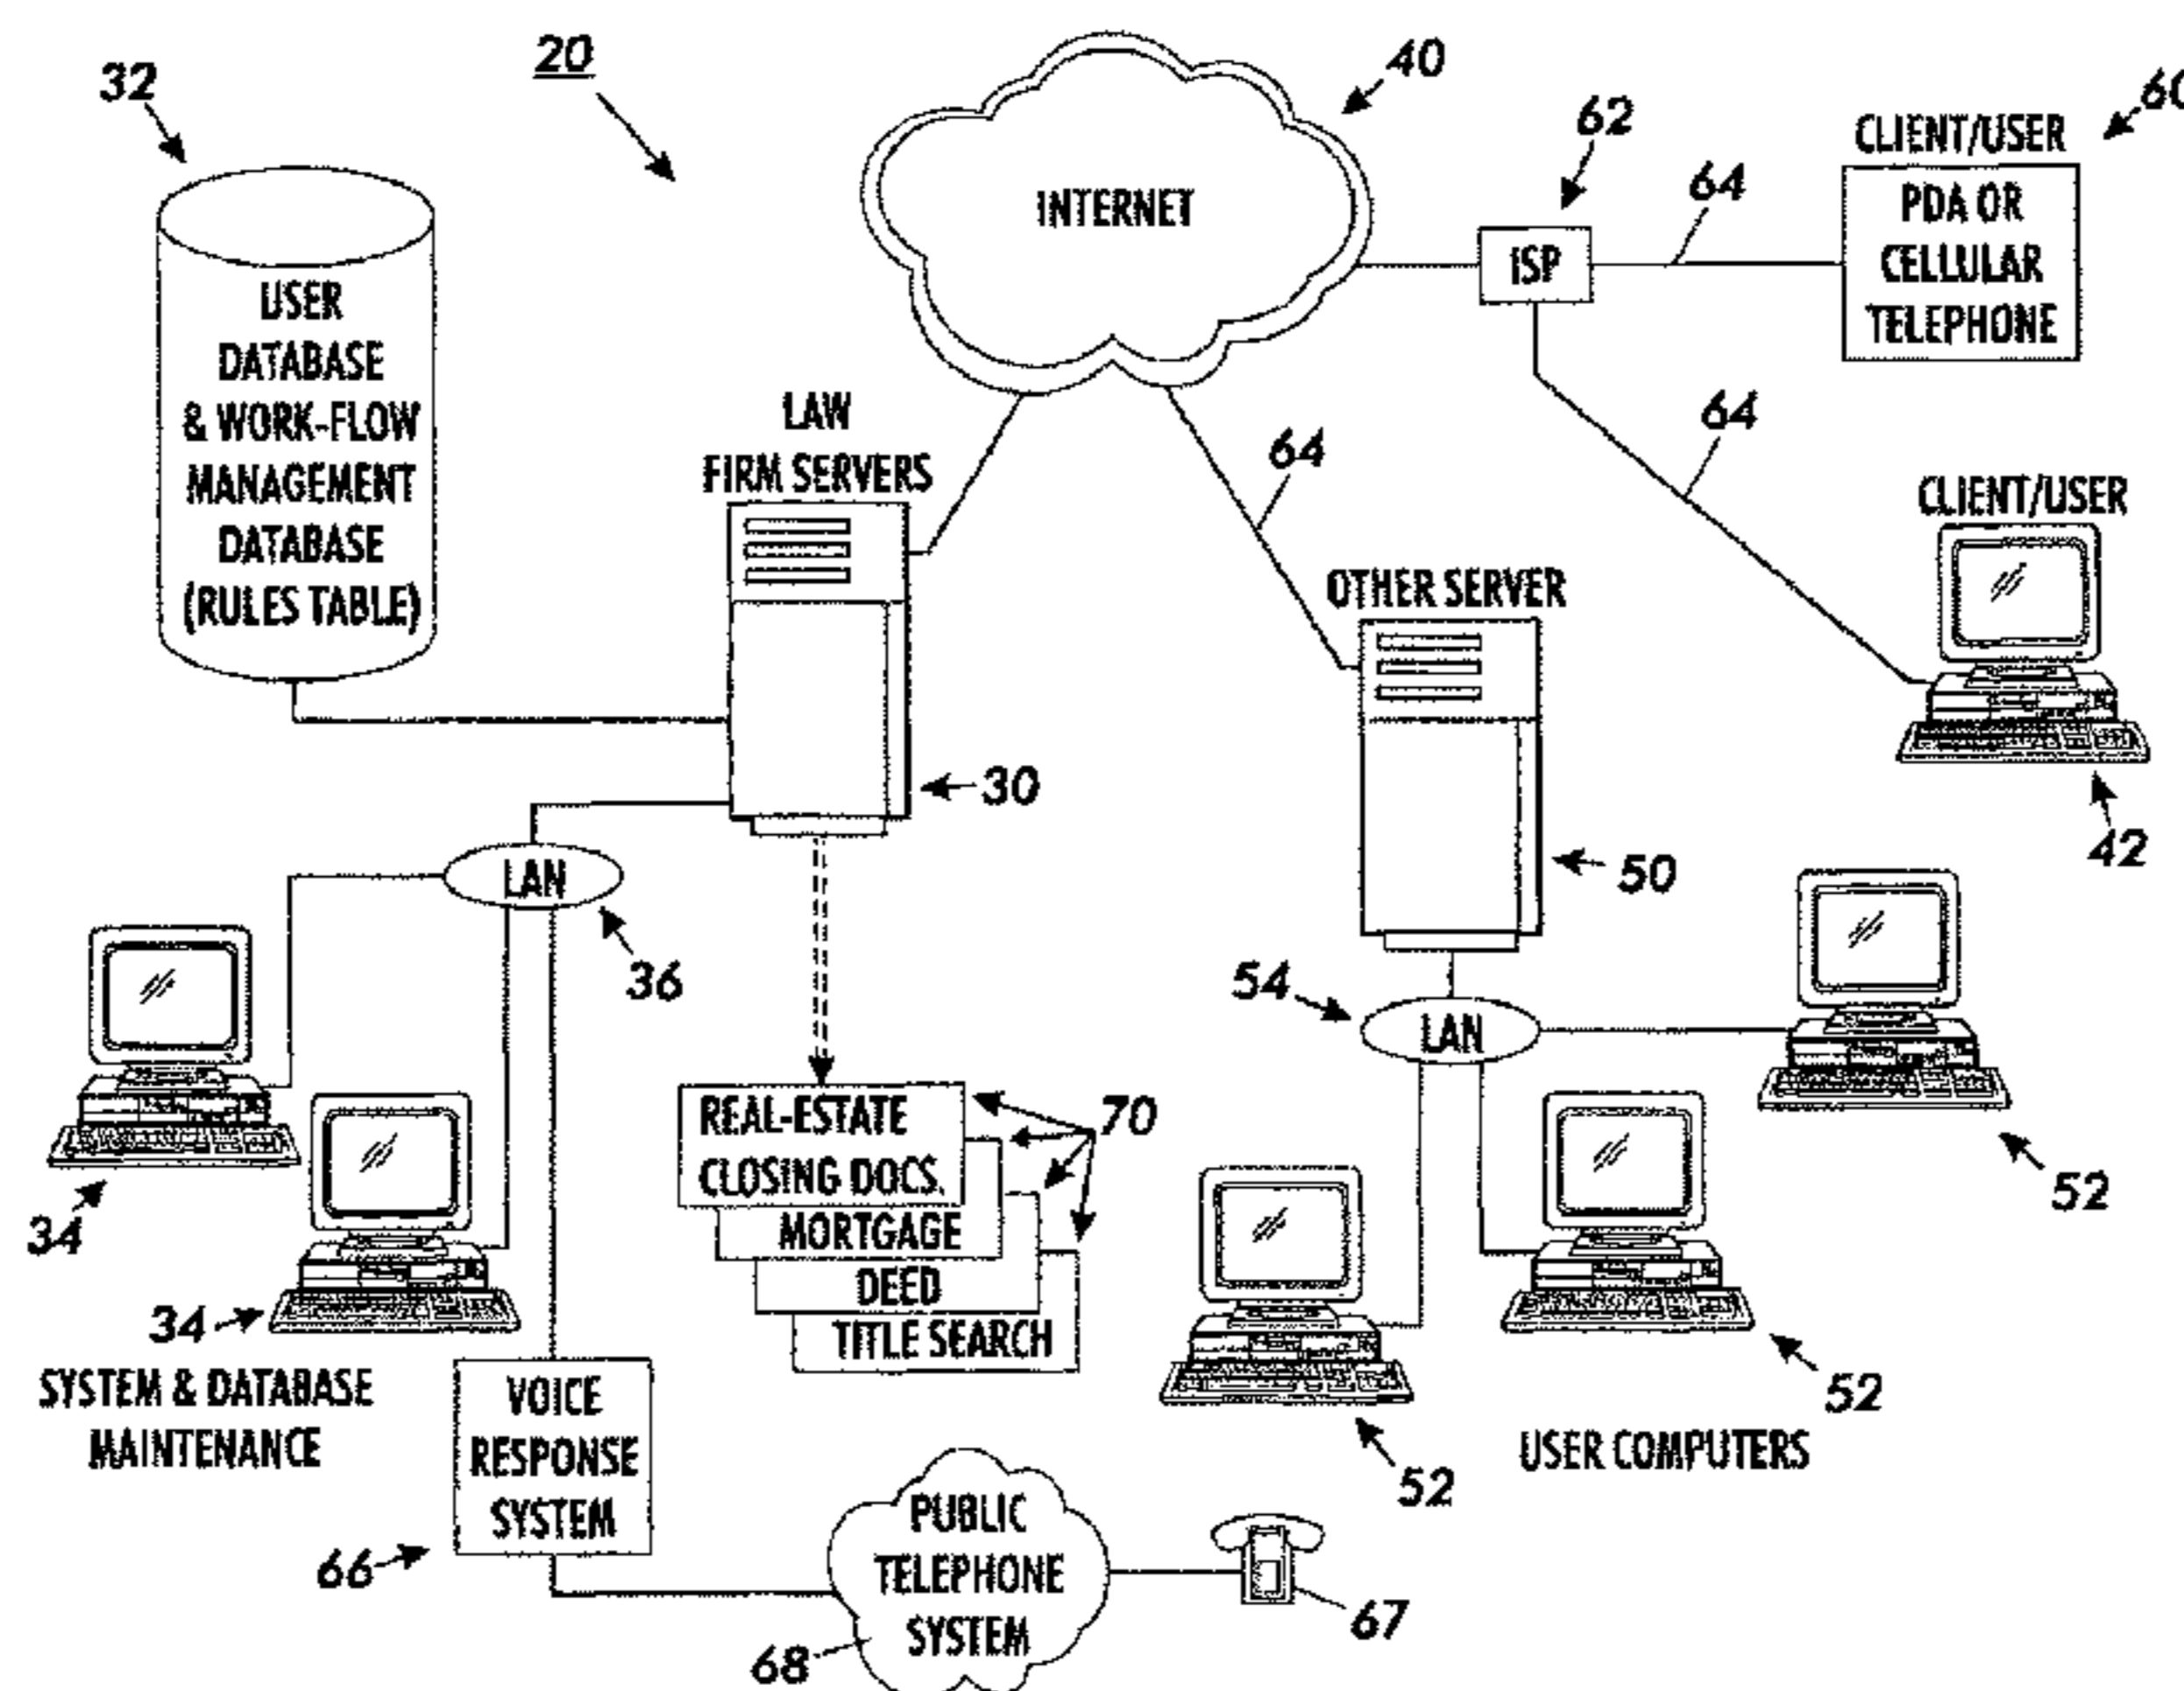 32
20
40
62
60
CLIENT/USER
64
PDA OR
CELLULAR
TELEPHONE
INTERNET
ISP
USER
DATABASE
& WORK-FLOW
MANAGEMENT
DATABASE
(RULES TABLE)
LAW
FIRM SERVERS
64
64
CLIENT/USER
OTHER SERVER
30
42
50
LAN
36
54
LAN
34
REAL-ESTATE
CLOSING DOCS.
MORTGAGE
DEED
TITLE SEARCH
70
52
34
SYSTEM & DATABASE
MAINTENANCE
52
52
USER COMPUTERS
VOICE
RESPONSE
SYSTEM
66
PUBLIC
TELEPHONE
SYSTEM
68
67